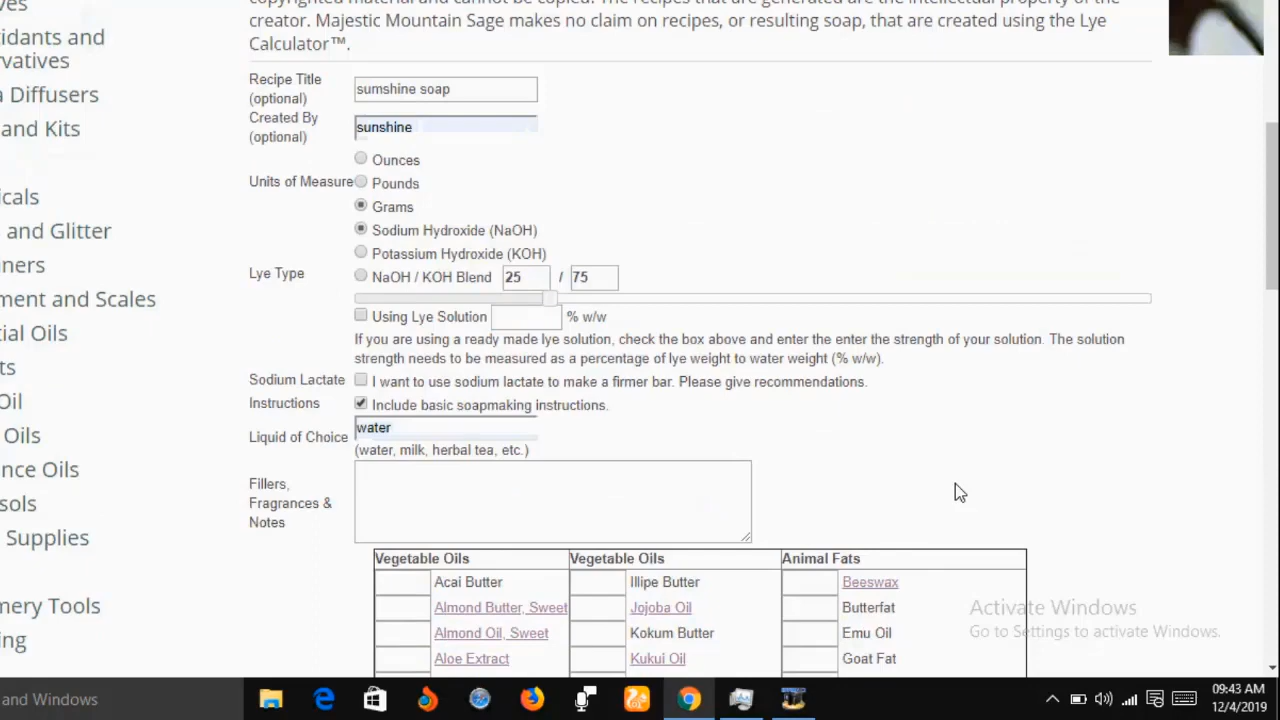 copyrighted material and cannot be copied. The recipes that are generated are the intellectual property of the
creator. Majestic Mountain Sage makes no claim on recipes, or resulting soap, that are created using the Lye
Calculator™.
ves
idants and
rvatives
a Diffusers
and Kits
icals
and Glitter
iners
ment and Scales
tial Oils
ts
Oil
Oils
nce Oils
sols
Supplies
mery Tools
ing
Recipe Title
(optional)
sumshine soap
Created By
(optional)
sunshine
Units of Measure
Ounces
Pounds
Grams
Lye Type
Sodium Hydroxide (NaOH)
Potassium Hydroxide (KOH)
NaOH / KOH Blend 25 / 75
Using Lye Solution % w/w
If you are using a ready made lye solution, check the box above and enter the enter the strength of your solution. The solution
strength needs to be measured as a percentage of lye weight to water weight (% w/w).
Sodium Lactate I want to use sodium lactate to make a firmer bar. Please give recommendations.
Instructions Include basic soapmaking instructions.
Liquid of Choice
water
(water, milk, herbal tea, etc.)
Fillers,
Fragrances &
Notes
Vegetable Oils Vegetable Oils Animal Fats
Acai Butter Illipe Butter Beeswax
Almond Butter, Sweet Jojoba Oil Butterfat
Almond Oil, Sweet Kokum Butter Emu Oil
Aloe Extract Kukui Oil Goat Fat
Activate Windows
Go to Settings to activate Windows.
and Windows
09:43 AM
12/4/2019